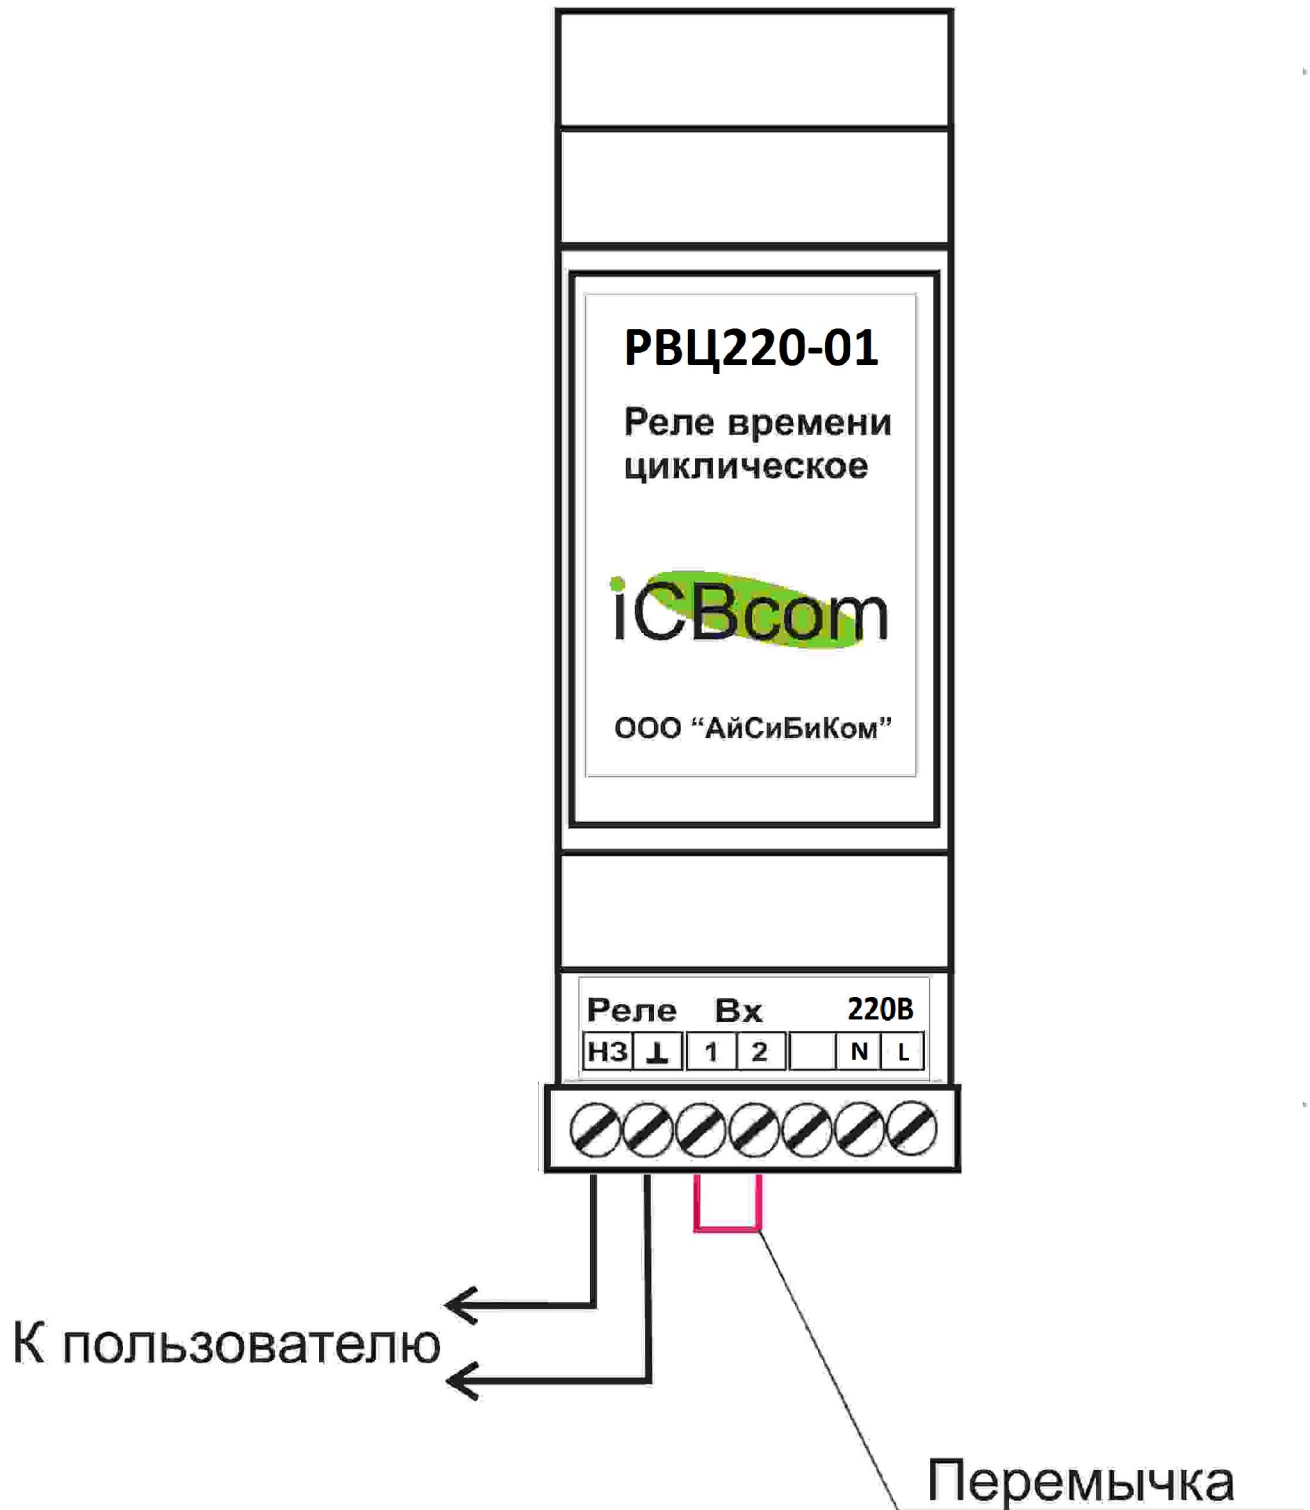 РВЦ220-01
Реле времени
циклическое
iCBcom
ООО “АйСиБиКом”
Реле Вх 220В
НЗ ⊥ 1 2 N L
К пользователю
Перемычка